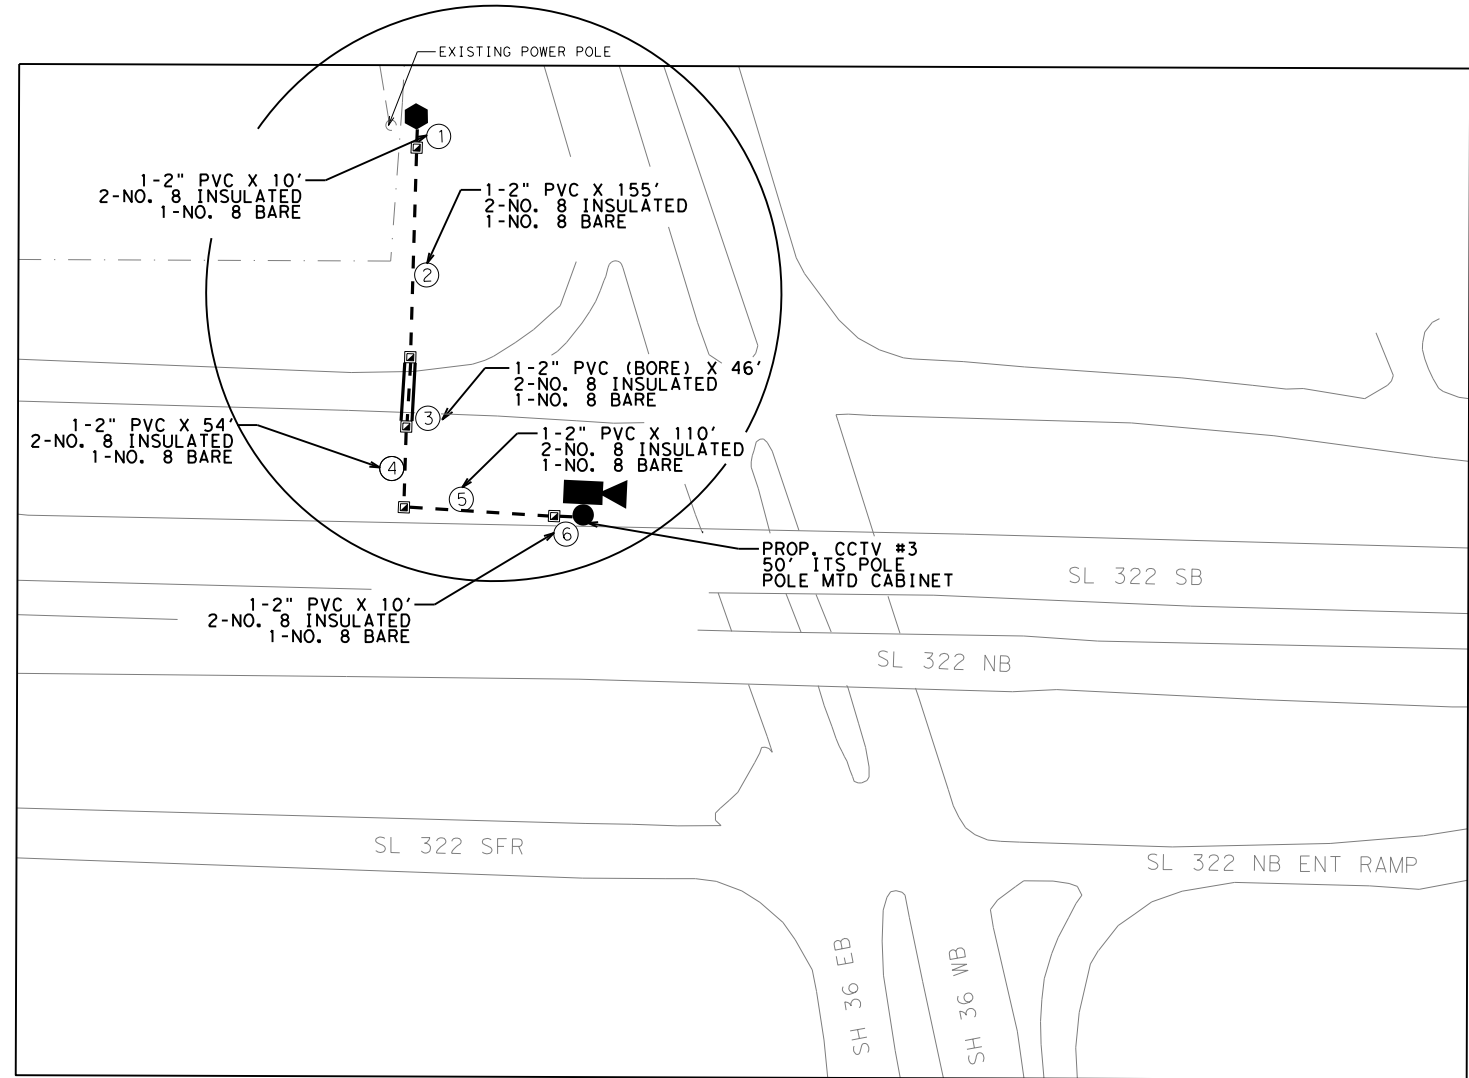 EXISTING POWER POLE
1
1-2" PVC X 10'
2-NO. 8 INSULATED
1-NO. 8 BARE
1-2" PVC X 155'
2-NO. 8 INSULATED
1-NO. 8 BARE
2
1-2" PVC (BORE) X 46'
2-NO. 8 INSULATED
1-NO. 8 BARE
3
1-2" PVC X 54'
2-NO. 8 INSULATED
1-NO. 8 BARE
4
1-2" PVC X 110'
2-NO. 8 INSULATED
1-NO. 8 BARE
5
6
PROP. CCTV #3
50' ITS POLE
POLE MTD CABINET
SL 322 SB
1-2" PVC X 10'
2-NO. 8 INSULATED
1-NO. 8 BARE
SL 322 NB
SL 322 SFR
SL 322 NB ENT RAMP
SH 36 EB
SH 36 WB